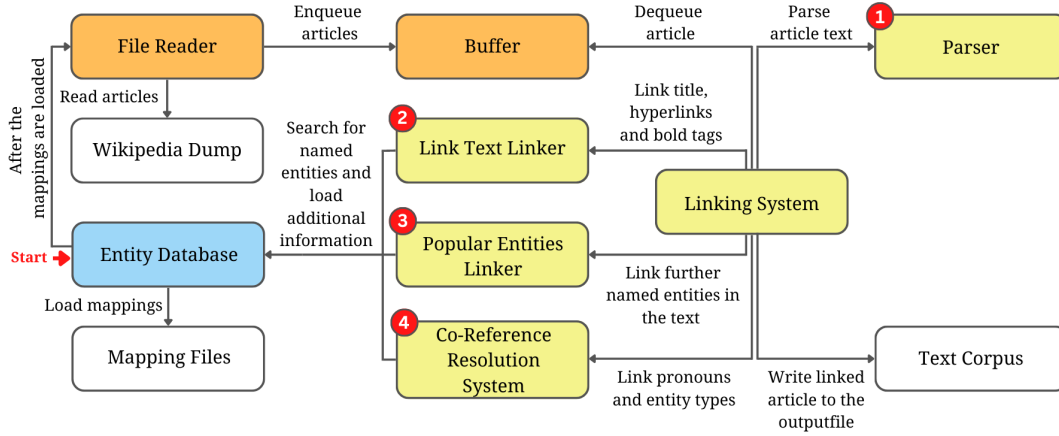 Enqueue
articles
Dequeue
article
Parse
article text
1
File Reader
Buffer
Parser
After the
mappings are loaded
Read articles
Link title,
hyperlinks
and bold tags
2
Wikipedia Dump
Search for
named
entities and
load
additional
information
Link Text Linker
Linking System
3
Start
Entity Database
Popular Entities
Linker
Link further
named entities in
the text
Load mappings
4
Mapping Files
Co-Reference
Resolution
System
Text Corpus
Link pronouns
and entity types
Write linked
article to the
outputfile